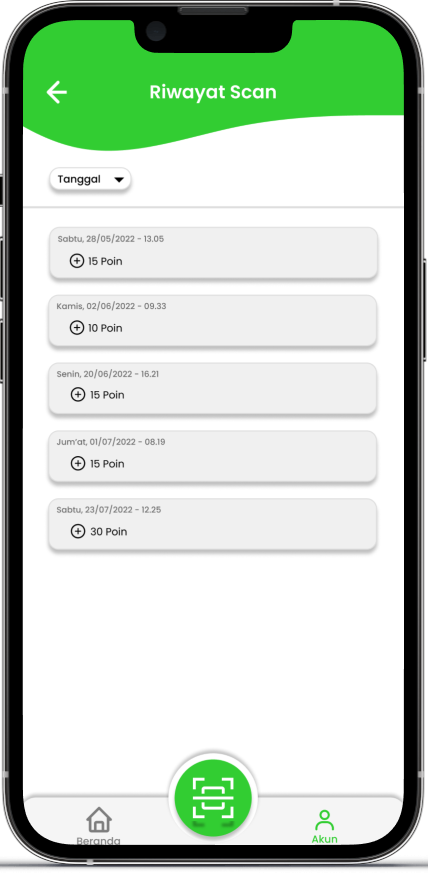 Riwayat Scan
Tanggal
Sabtu, 28/05/2022 - 13.05
15 Poin
Kamis, 02/06/2022 - 09.33
10 Poin
Senin, 20/06/2022 - 16.21
15 Poin
Jum'at, 01/07/2022 - 08.19
15 Poin
Sabtu, 23/07/2022 - 12.25
30 Poin
Beranda
Akun